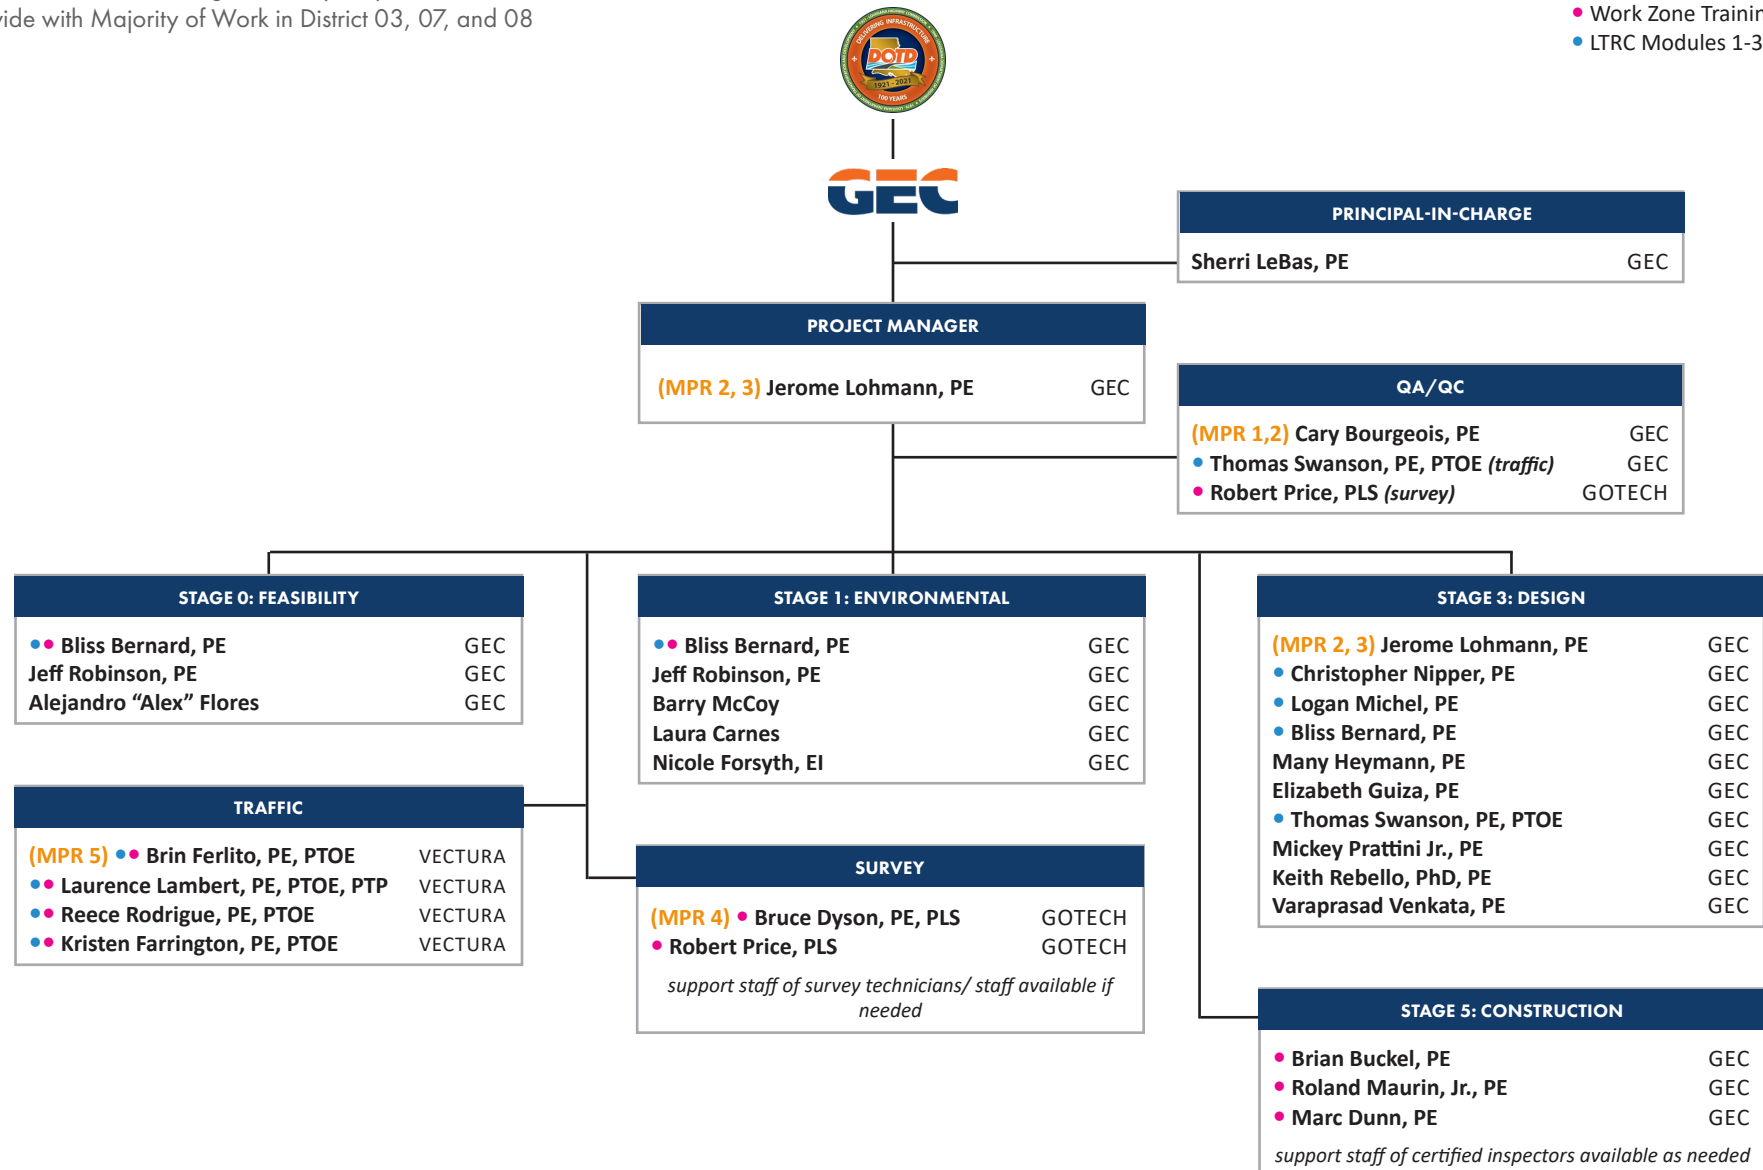 vide with Majority of Work in District 03, 07, and 08
• Work Zone Trainin
• LTRC Modules 1-3
DELIVERING INFRASTRUCTURE
DOTD
1921 - 2021
100 YEARS
GEC
PRINCIPAL-IN-CHARGE
Sherri LeBas, PE GEC
PROJECT MANAGER
(MPR 2, 3) Jerome Lohmann, PE GEC
QA/QC
(MPR 1,2) Cary Bourgeois, PE GEC
• Thomas Swanson, PE, PTOE (traffic) GEC
• Robert Price, PLS (survey) GOTECH
STAGE 0: FEASIBILITY
•• Bliss Bernard, PE GEC
Jeff Robinson, PE GEC
Alejandro “Alex” Flores GEC
STAGE 1: ENVIRONMENTAL
•• Bliss Bernard, PE GEC
Jeff Robinson, PE GEC
Barry McCoy GEC
Laura Carnes GEC
Nicole Forsyth, EI GEC
STAGE 3: DESIGN
(MPR 2, 3) Jerome Lohmann, PE GEC
• Christopher Nipper, PE GEC
• Logan Michel, PE GEC
• Bliss Bernard, PE GEC
Many Heymann, PE GEC
Elizabeth Guiza, PE GEC
• Thomas Swanson, PE, PTOE GEC
Mickey Prattini Jr., PE GEC
Keith Rebello, PhD, PE GEC
Varaprasad Venkata, PE GEC
TRAFFIC
(MPR 5) •• Brin Ferlito, PE, PTOE VECTURA
•• Laurence Lambert, PE, PTOE, PTP VECTURA
•• Reece Rodrigue, PE, PTOE VECTURA
•• Kristen Farrington, PE, PTOE VECTURA
SURVEY
(MPR 4) • Bruce Dyson, PE, PLS GOTECH
• Robert Price, PLS GOTECH
support staff of survey technicians/ staff available if
needed
STAGE 5: CONSTRUCTION
• Brian Buckel, PE GEC
• Roland Maurin, Jr., PE GEC
• Marc Dunn, PE GEC
support staff of certified inspectors available as needed